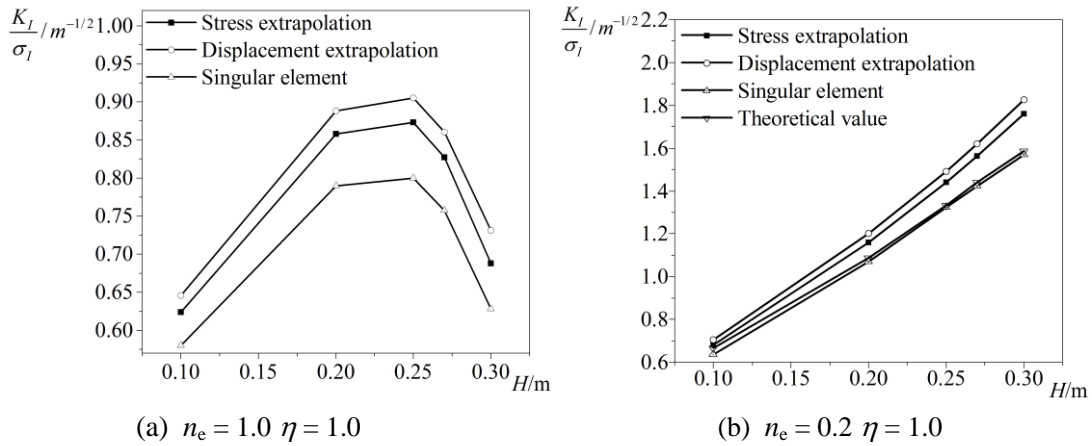 K_I/σ_I / m^{-1/2}
1.00
0.95
0.90
0.85
0.80
0.75
0.70
0.65
0.60
Stress extrapolation
Displacement extrapolation
Singular element
0.10 0.15 0.20 0.25 0.30
H/m
(a) n_e = 1.0 η = 1.0
K_I/σ_I / m^{-1/2}
2.2
2.0
1.8
1.6
1.4
1.2
1.0
0.8
0.6
Stress extrapolation
Displacement extrapolation
Singular element
Theoretical value
0.10 0.15 0.20 0.25 0.30
H/m
(b) n_e = 0.2 η = 1.0